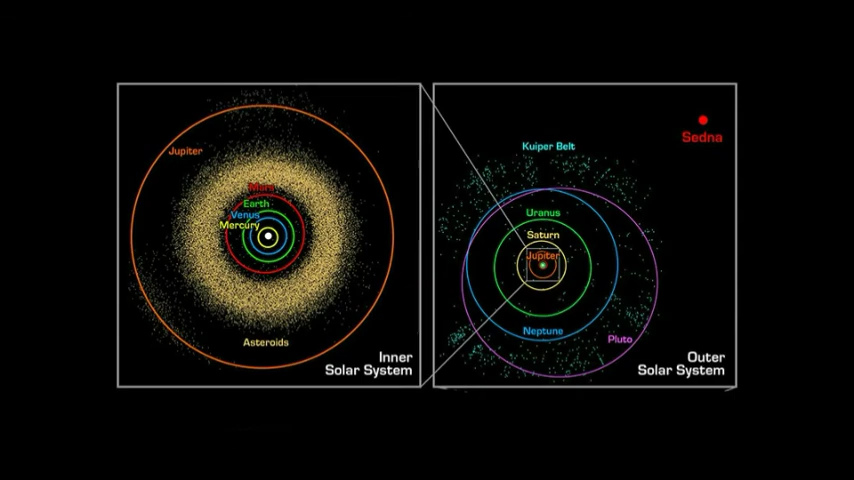 Jupiter
Mars
Earth
Venus
Mercury
Asteroids
Inner
Solar System
Kuiper Belt
Sedna
Uranus
Saturn
Jupiter
Neptune
Pluto
Outer
Solar System